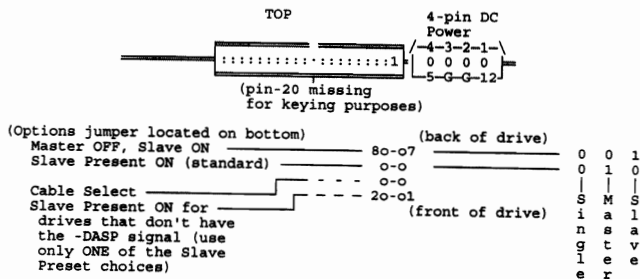 TOP
4-pin DC
Power
/-4-3-2-1-\
::::::::::.:::::::::1
0 0 0 0
5-G-G-12
(pin-20 missing
for keying purposes)
(Options jumper located on bottom)
(back of drive)
Master OFF, Slave ON 8o-o7 0 0 1
Slave Present ON (standard) o-o 0 1 0
o-o
Cable Select
2o-o1
Slave Present ON for
(front of drive)
drives that don't have
the -DASP signal (use
only ONE of the Slave
Preset choices)
Single
Master
Slave